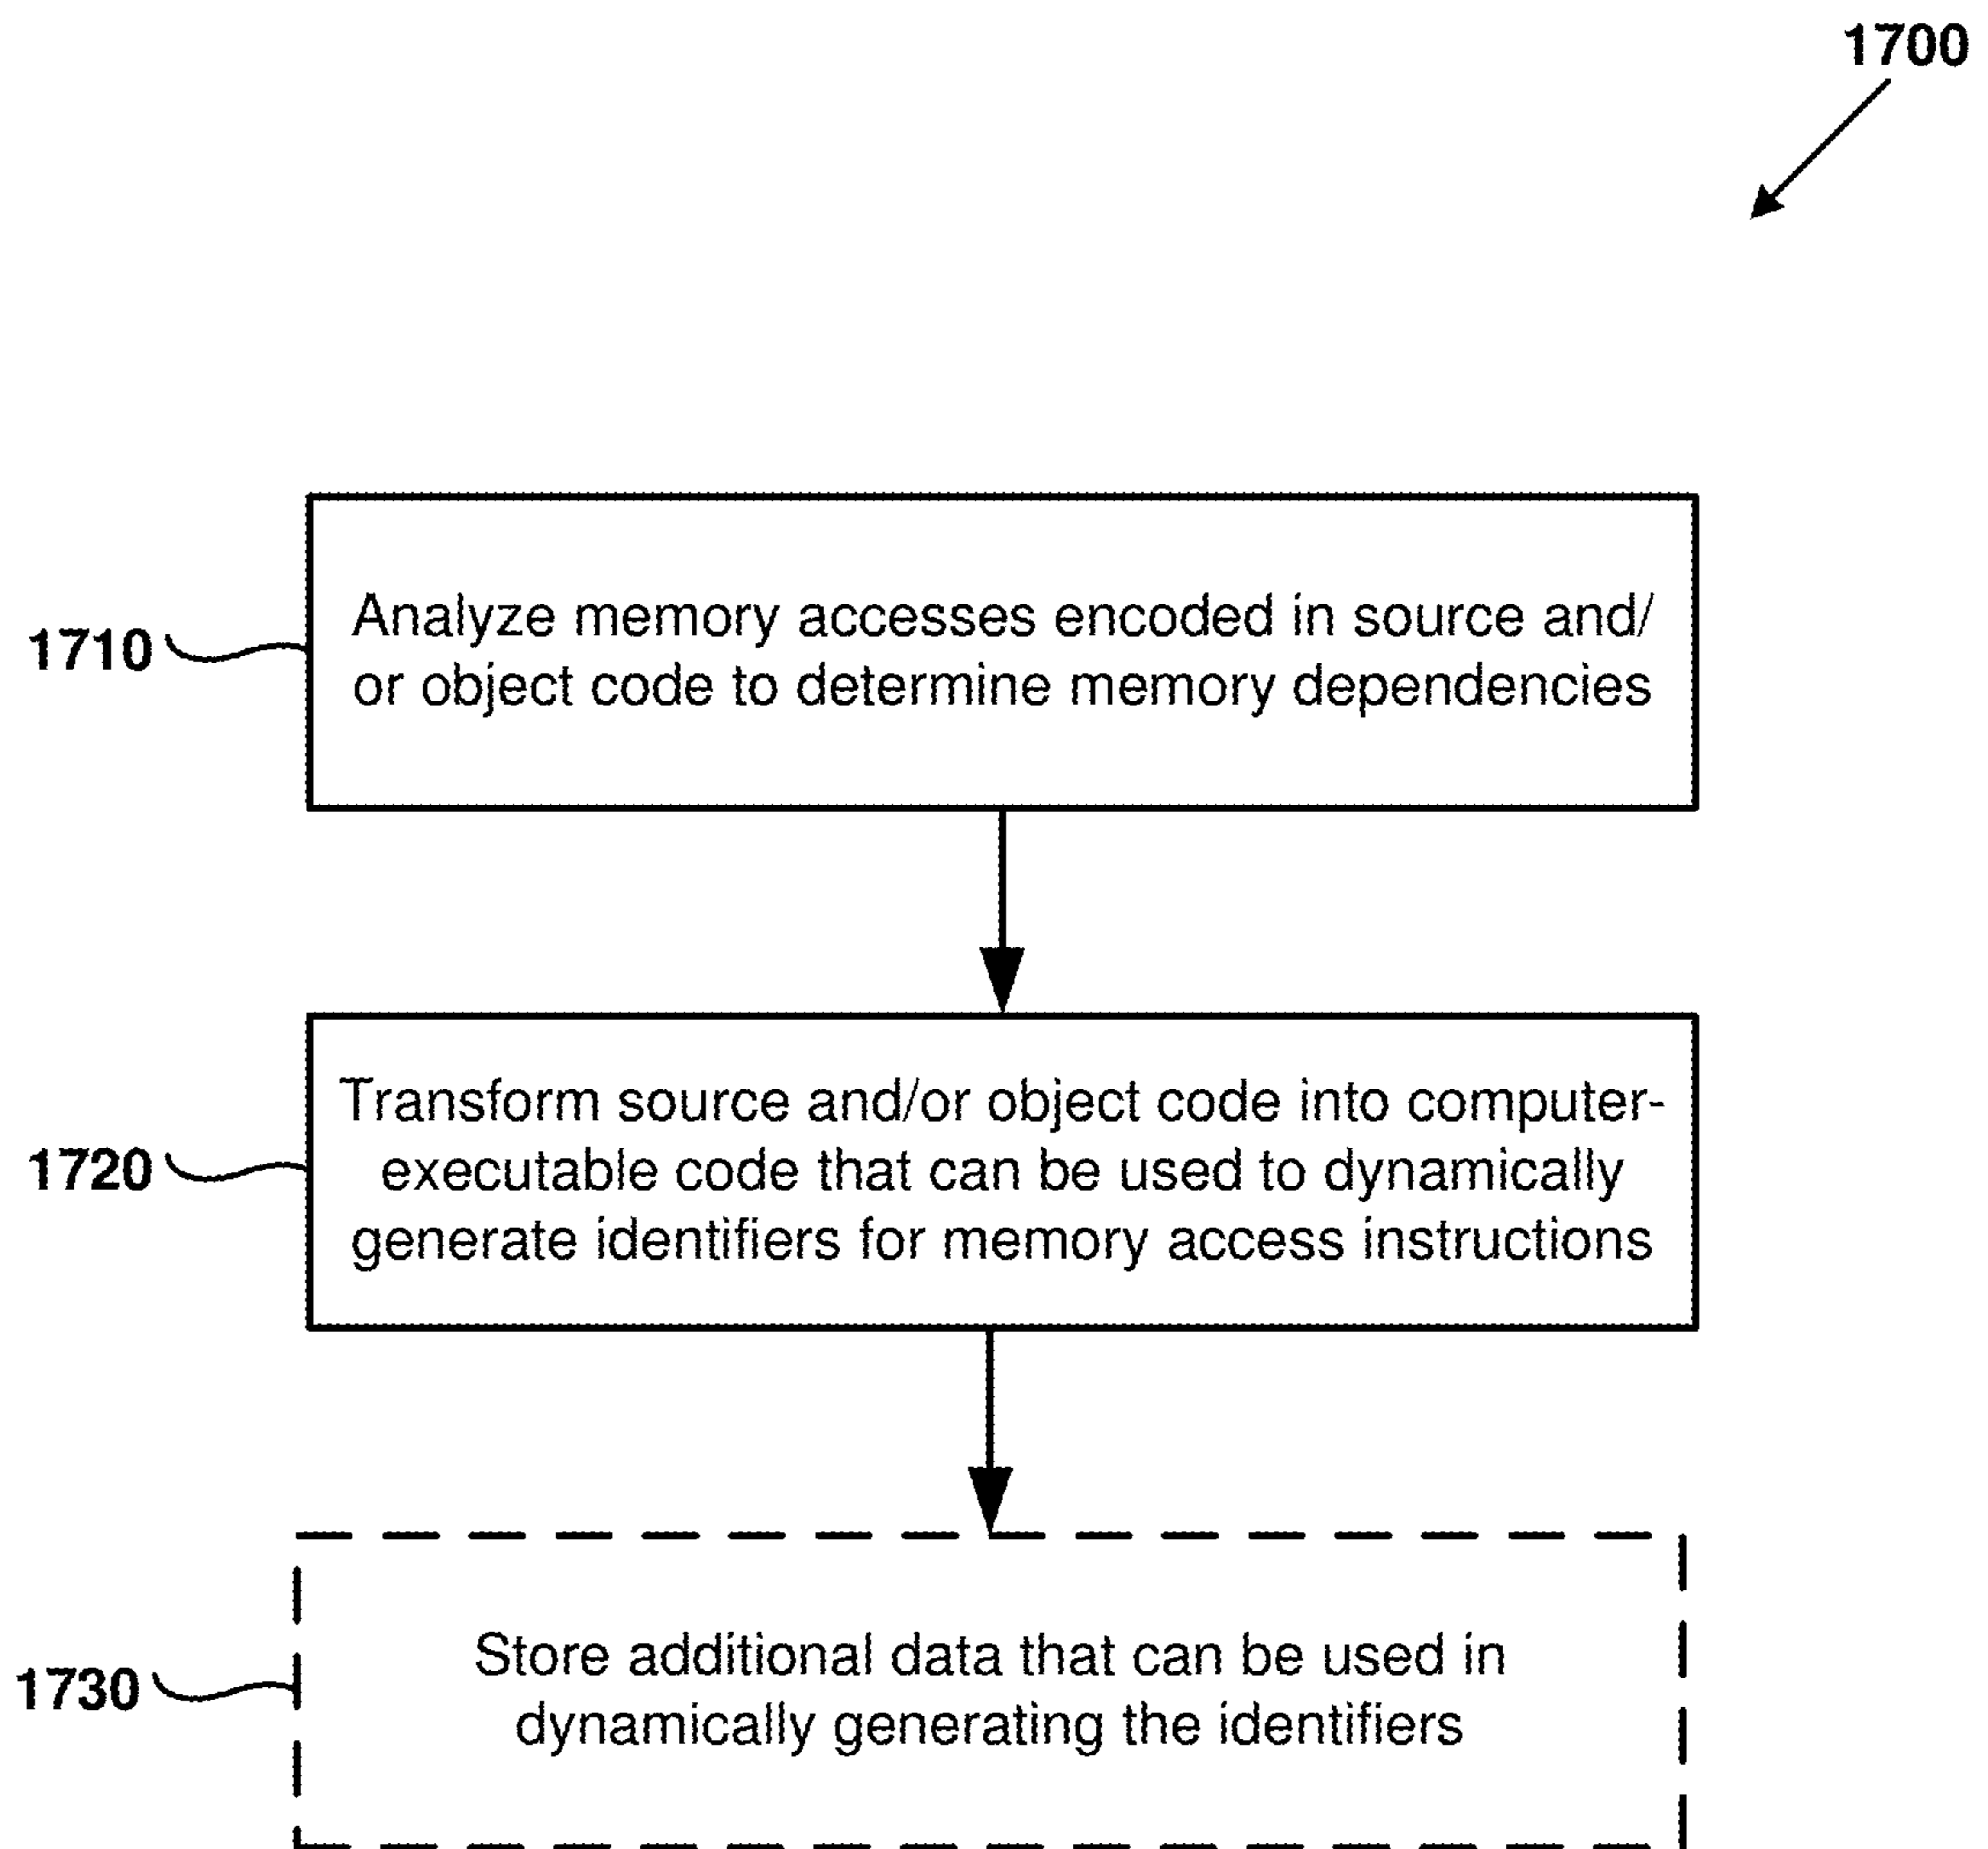 1700
1710
Analyze memory accesses encoded in source and/
or object code to determine memory dependencies
1720
Transform source and/or object code into computer-
executable code that can be used to dynamically
generate identifiers for memory access instructions
1730
Store additional data that can be used in
dynamically generating the identifiers